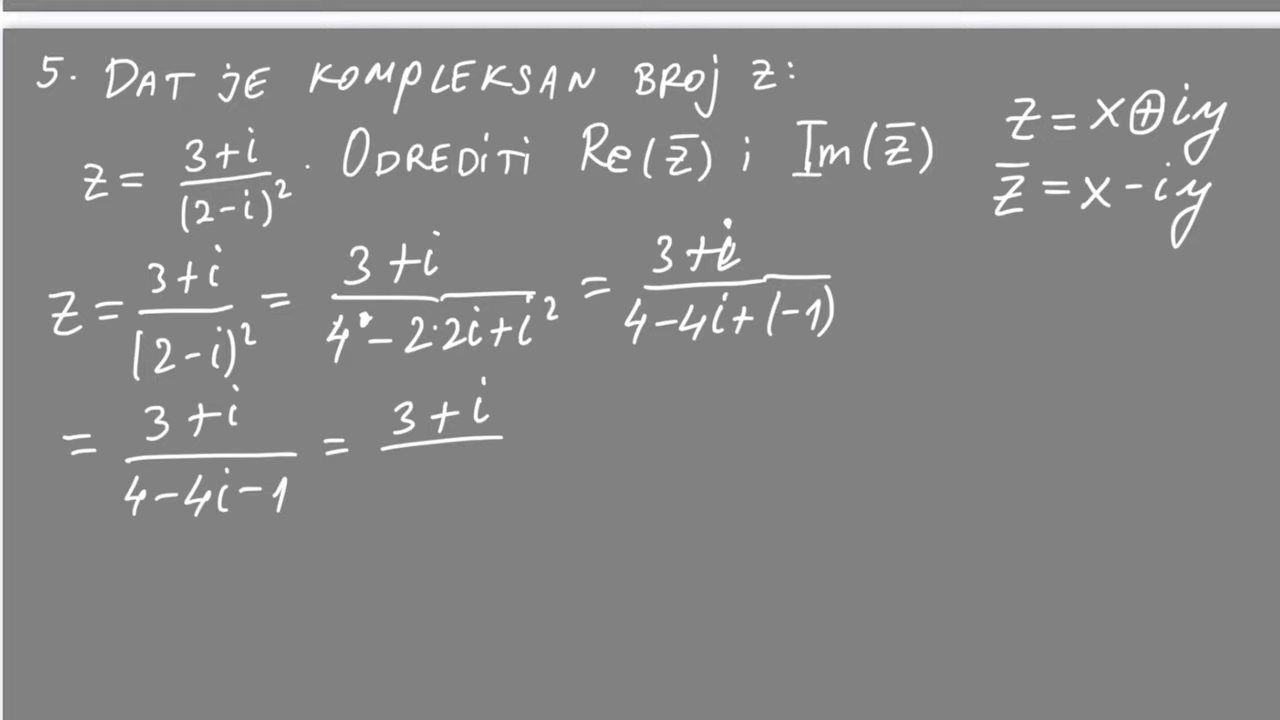 5. DAT JE KOMPLEKSAN BROJ Z:
z = (3+i)/(2-i)². ODREDITI Re(z̅) i Im(z̅)
z = x⊕iy
z̅ = x-iy
z = (3+i)/(2-i)² = (3+i)/(4-2·2i+i²) = (3+i)/(4-4i+(-1))
= (3+i)/(4-4i-1) = 3+i